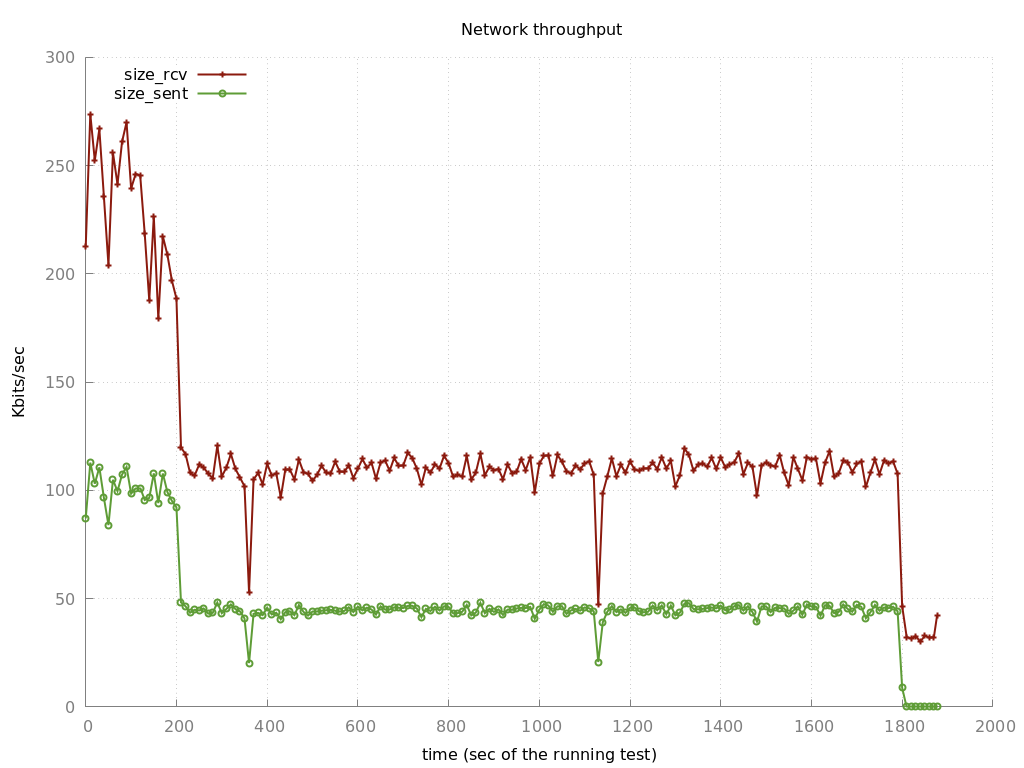 Network throughput
300
size_rcv
size_sent
250
200
150
Kbits/sec
100
50
0
0 200 400 600 800 1000 1200 1400 1600 1800 2000
time (sec of the running test)